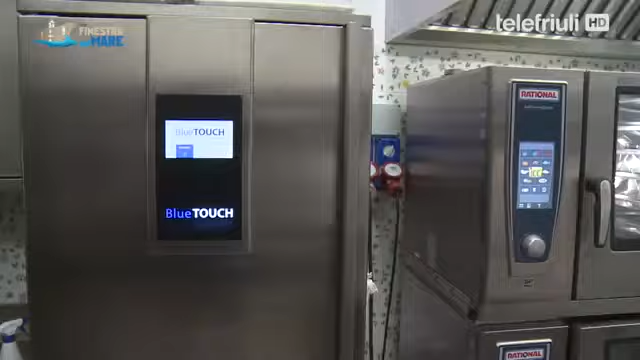 FINESTRA
SUL MARE
telefriuli HD
BlueTOUCH
BlueTOUCH
RATIONAL
RATIONAL